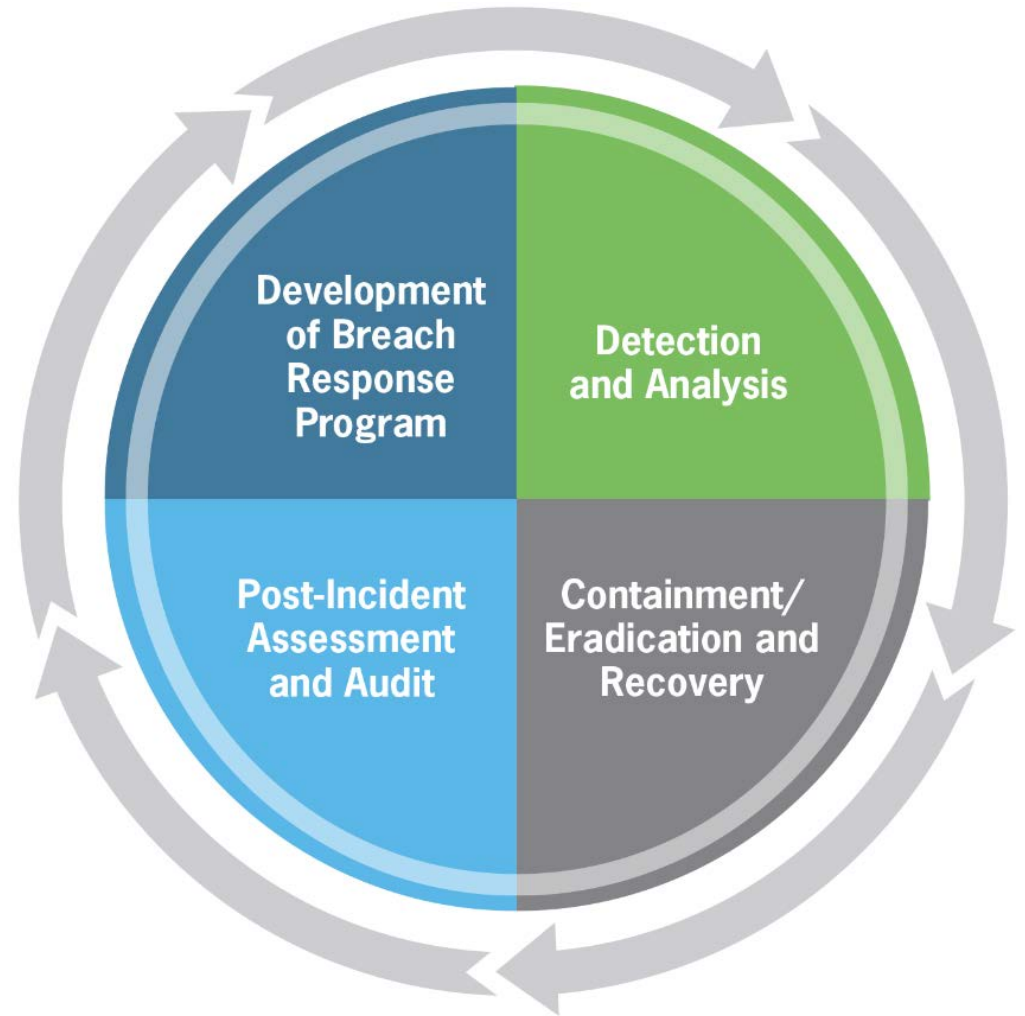 Development
of Breach
Response
Program
Detection
and Analysis
Post-Incident
Assessment
and Audit
Containment/
Eradication and
Recovery